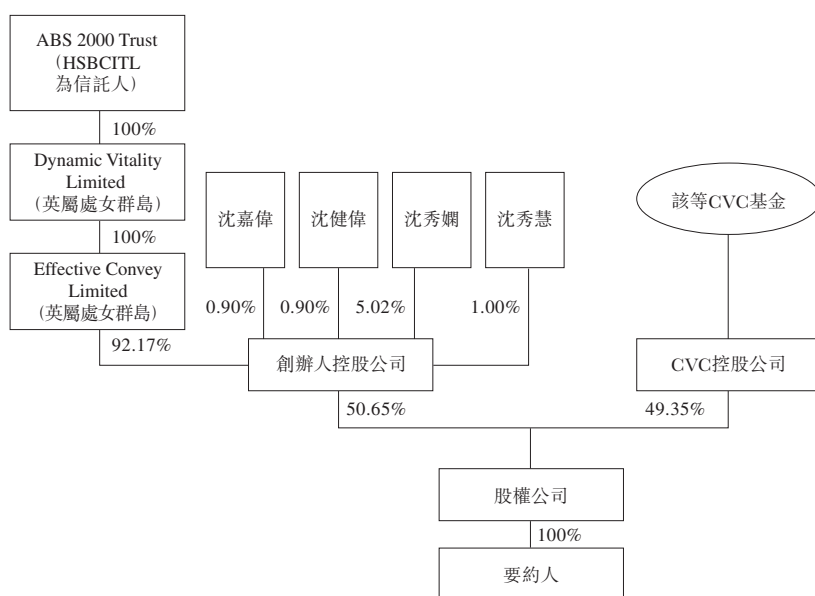 ABS 2000 Trust
(HSBCITL
為信託人)
100%
Dynamic Vitality
Limited
(英屬處女群島)
100%
Effective Convey
Limited
(英屬處女群島)
92.17%
沈嘉偉
沈健偉
沈秀嫻
沈秀慧
0.90%
0.90%
5.02%
1.00%
創辦人控股公司
50.65%
該等CVC基金
CVC控股公司
49.35%
股權公司
100%
要約人